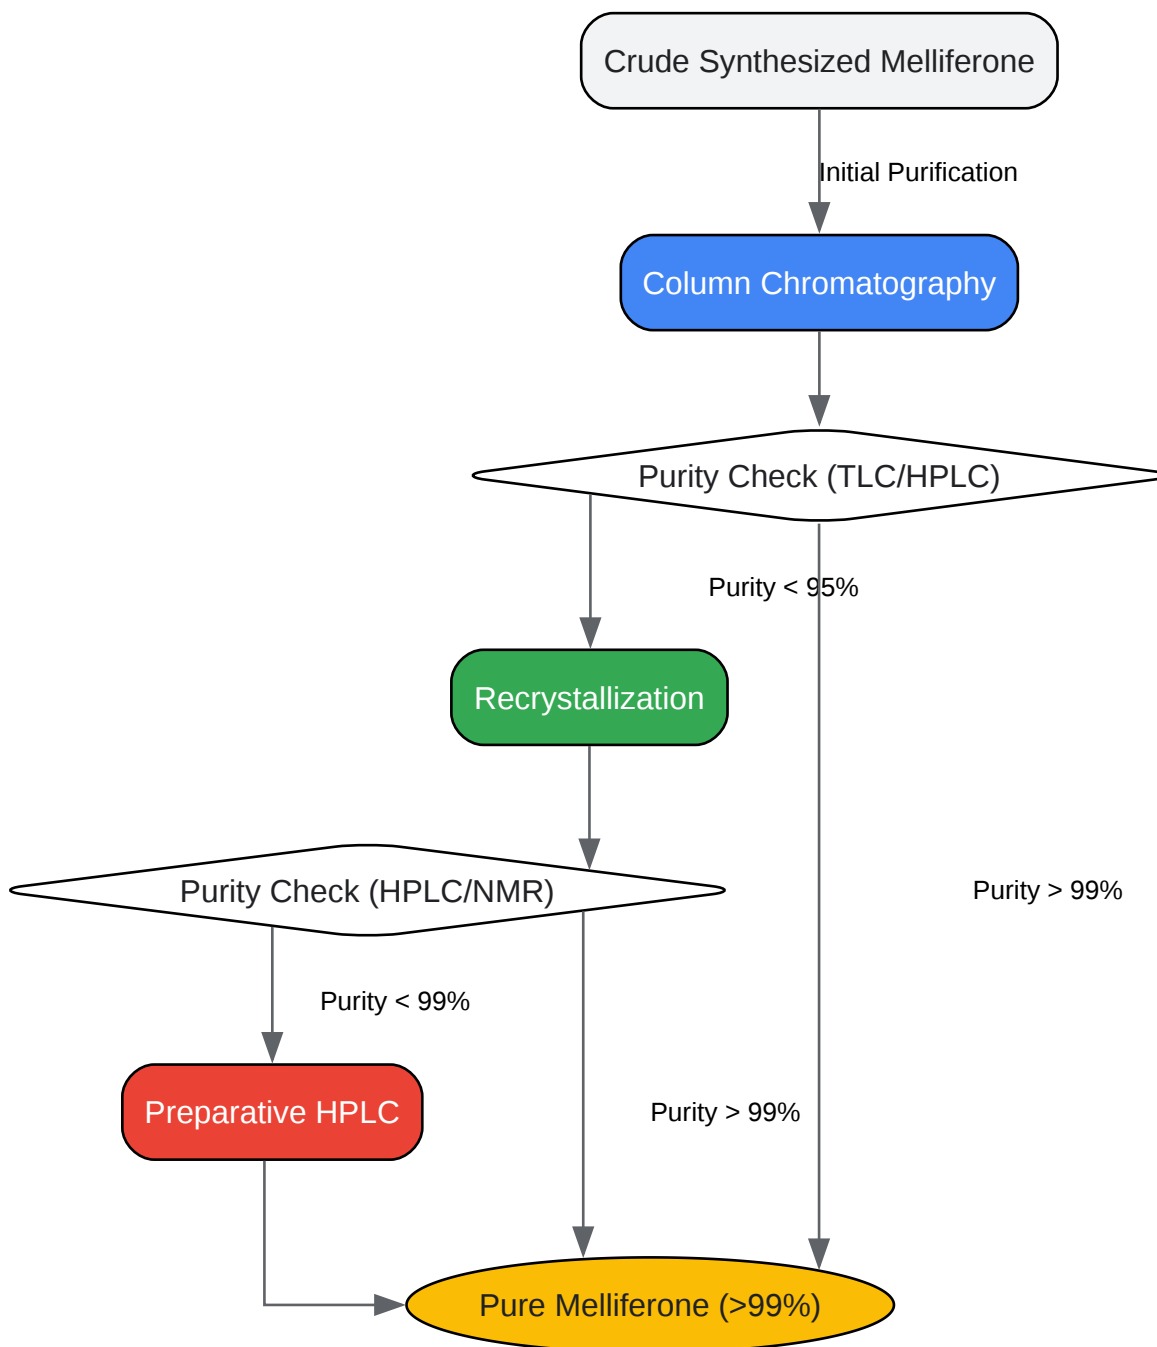 Crude Synthesized Melliferone
Initial Purification
Column Chromatography
Purity Check (TLC/HPLC)
Purity < 95%
Recrystallization
Purity Check (HPLC/NMR)
Purity > 99%
Purity < 99%
Preparative HPLC
Purity > 99%
Pure Melliferone (>99%)